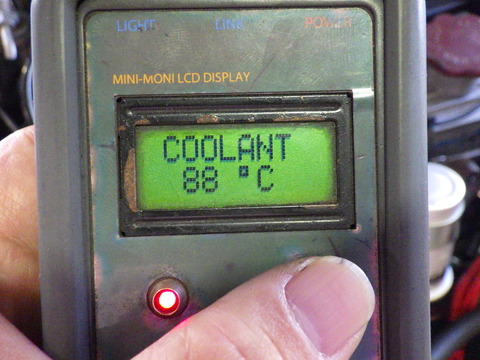 LIGHT LINK POWER
MINI-MONI LCD DISPLAY
COOLANT
88 °C